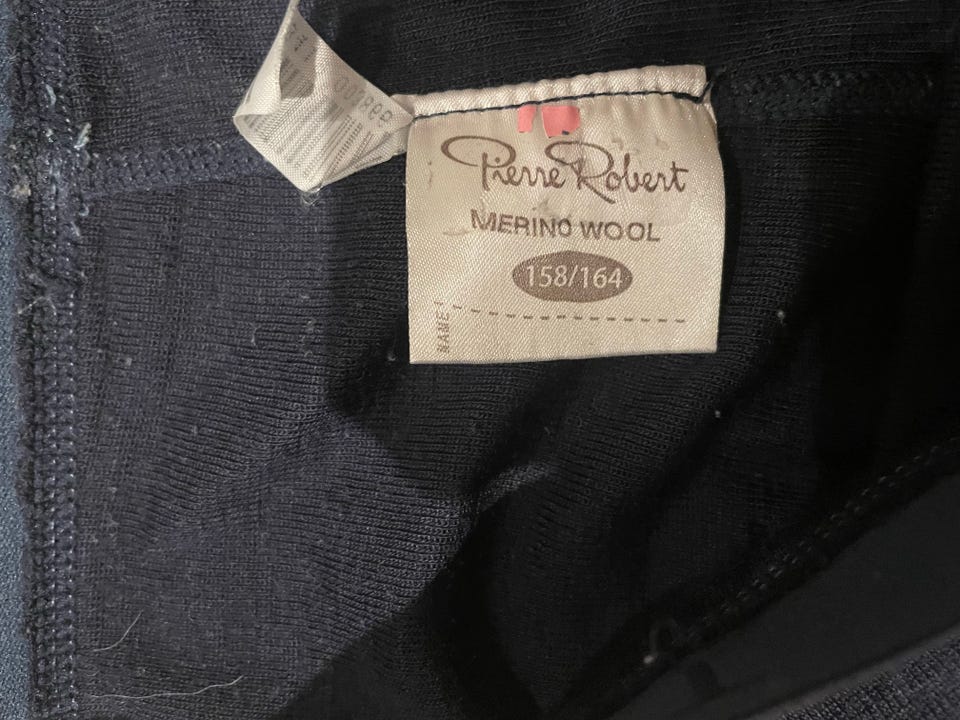 Pierre Robert
MERINO WOOL
158/164
NAME